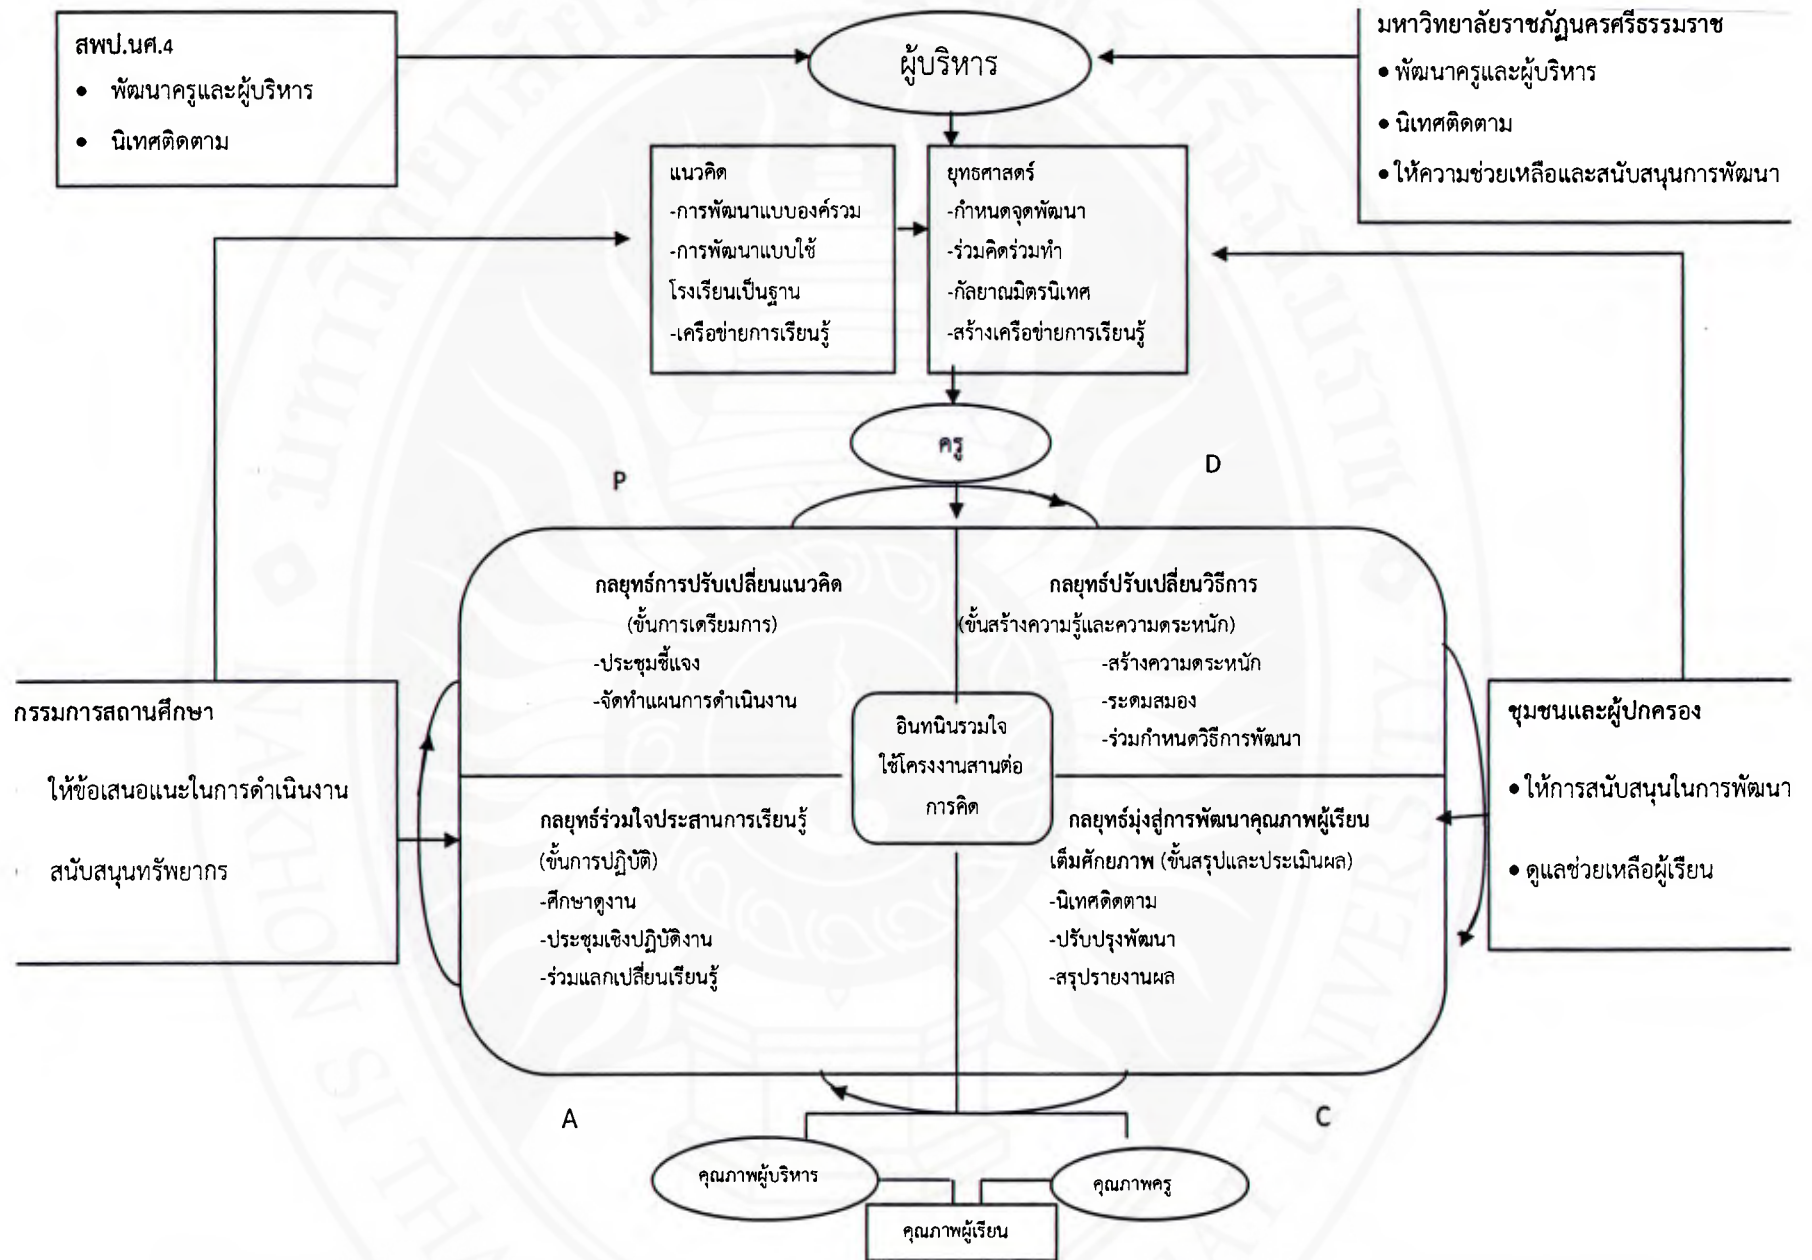 สพป.นศ.4
• พัฒนาครูและผู้บริหาร
• นิเทศติดตาม
ผู้บริหาร
มหาวิทยาลัยราชภัฏนครศรีธรรมราช
• พัฒนาครูและผู้บริหาร
• นิเทศติดตาม
• ให้ความช่วยเหลือและสนับสนุนการพัฒนา
แนวคิด
-การพัฒนาแบบองค์รวม
-การพัฒนาแบบใช้
โรงเรียนเป็นฐาน
-เครือข่ายการเรียนรู้
ยุทธศาสตร์
-กำหนดจุดพัฒนา
-ร่วมคิดร่วมทำ
-กัลยาณมิตรนิเทศ
-สร้างเครือข่ายการเรียนรู้
ครู
P
D
กลยุทธ์การปรับเปลี่ยนแนวคิด
(ขั้นการเตรียมการ)
-ประชุมชี้แจง
-จัดทำแผนการดำเนินงาน
กลยุทธ์ปรับเปลี่ยนวิธีการ
(ขั้นสร้างความรู้และความตระหนัก)
-สร้างความตระหนัก
-ระดมสมอง
-ร่วมกำหนดวิธีการพัฒนา
กรรมการสถานศึกษา
ให้ข้อเสนอแนะในการดำเนินงาน
สนับสนุนทรัพยากร
อินทนินรวมใจ
ใช้โครงงานสานต่อ
การคิด
ชุมชนและผู้ปกครอง
• ให้การสนับสนุนในการพัฒนา
• ดูแลช่วยเหลือผู้เรียน
กลยุทธ์ร่วมใจประสานการเรียนรู้
(ขั้นการปฏิบัติ)
-ศึกษาดูงาน
-ประชุมเชิงปฏิบัติงาน
-ร่วมแลกเปลี่ยนเรียนรู้
กลยุทธ์มุ่งสู่การพัฒนาคุณภาพผู้เรียน
เต็มศักยภาพ (ขั้นสรุปและประเมินผล)
-นิเทศติดตาม
-ปรับปรุงพัฒนา
-สรุปรายงานผล
A
C
คุณภาพผู้บริหาร
คุณภาพครู
คุณภาพผู้เรียน